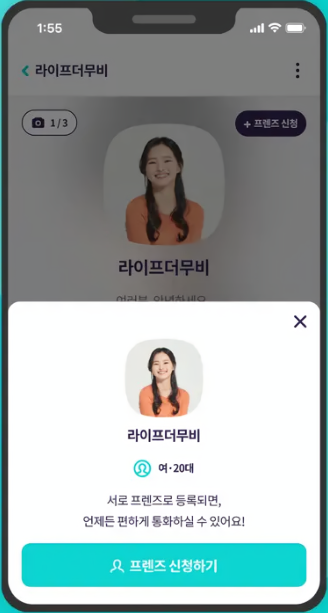 1:55
라이프더무비
1/3
+ 프렌즈 신청
라이프더무비
여러분, 안녕하세요
라이프더무비
여·20대
서로 프렌즈로 등록되면,
언제든 편하게 통화하실 수 있어요!
프렌즈 신청하기